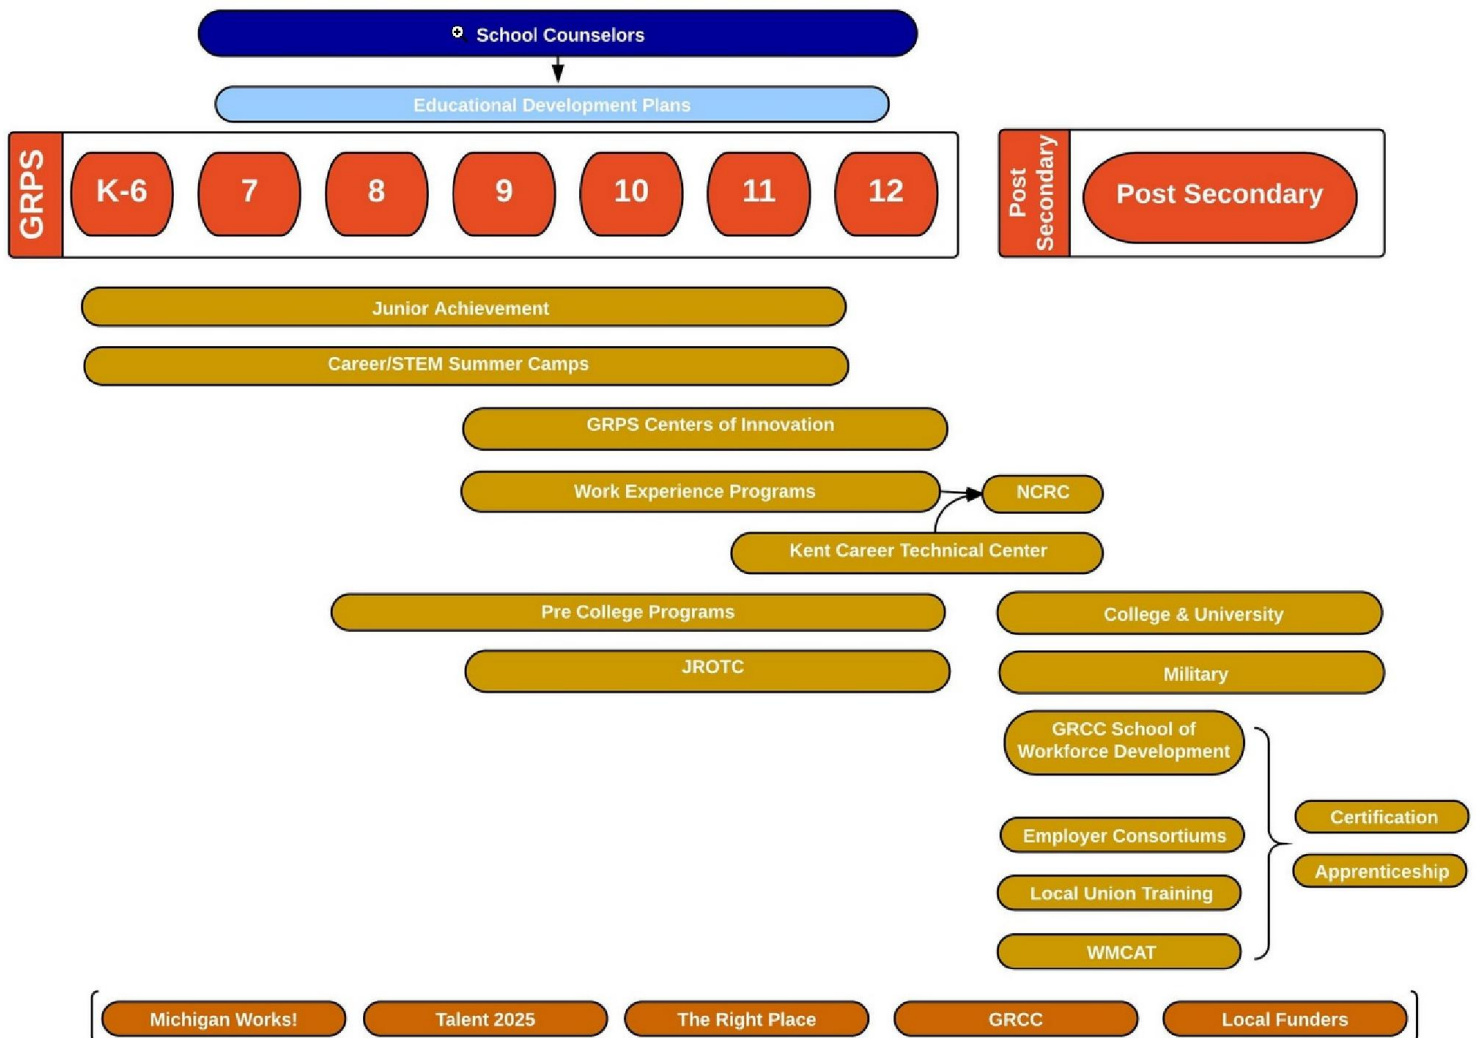 School Counselors
Educational Development Plans
GRPS
K-6
7
8
9
10
11
12
Post
Secondary
Post Secondary
Junior Achievement
Career/STEM Summer Camps
GRPS Centers of Innovation
Work Experience Programs
NCRC
Kent Career Technical Center
Pre College Programs
College & University
JROTC
Military
GRCC School of
Workforce Development
Certification
Employer Consortiums
Apprenticeship
Local Union Training
WMCAT
Michigan Works!
Talent 2025
The Right Place
GRCC
Local Funders